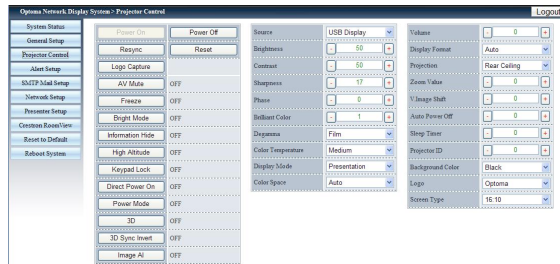 Optoma Network Display System > Projector Control
Logout
System Status
General Setup
Projector Control
Alert Setup
SMTP Mail Setup
Network Setup
Presenter Setup
Crestron RoomView
Reset to Default
Reboot System
Power On Power Off
Resync Reset
Logo Capture
AV Mute OFF
Freeze OFF
Bright Mode OFF
Information Hide OFF
High Altitude OFF
Keypad Lock OFF
Direct Power On OFF
Power Mode OFF
3D OFF
3D Sync Invert OFF
Image AI OFF
Source USB Display
Brightness - 50 +
Contrast - 50 +
Sharpness - 17 +
Phase - 0 +
Brilliant Color - 1 +
Degamma Film
Color Temperature Medium
Display Mode Presentation
Color Space Auto
Volume - 0 +
Display Format Auto
Projection Rear Ceiling
Zoom Value - 0 +
V.Image Shift - 0 +
Auto Power Off - 0 +
Sleep Timer - 0 +
Projector ID - 0 +
Background Color Black
Logo Optoma
Screen Type 16:10